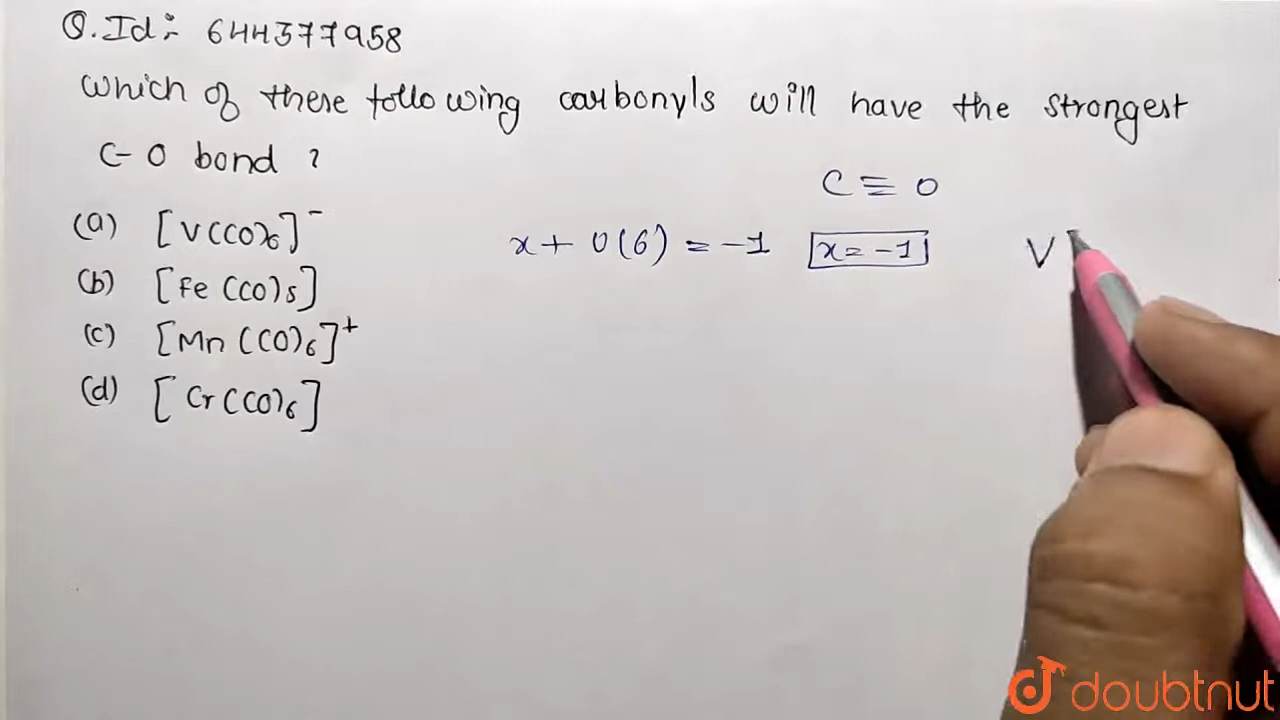 Q.Id:- 644377958
Which of these following carbonyls will have the strongest
C-O bond ?
C≡O
(a) [V(CO)6]⁻
x+0(6) = -1 x=-1 V
(b) [Fe(CO)5]
(c) [Mn(CO)6]⁺
(d) [Cr(CO)6]
doubtnut